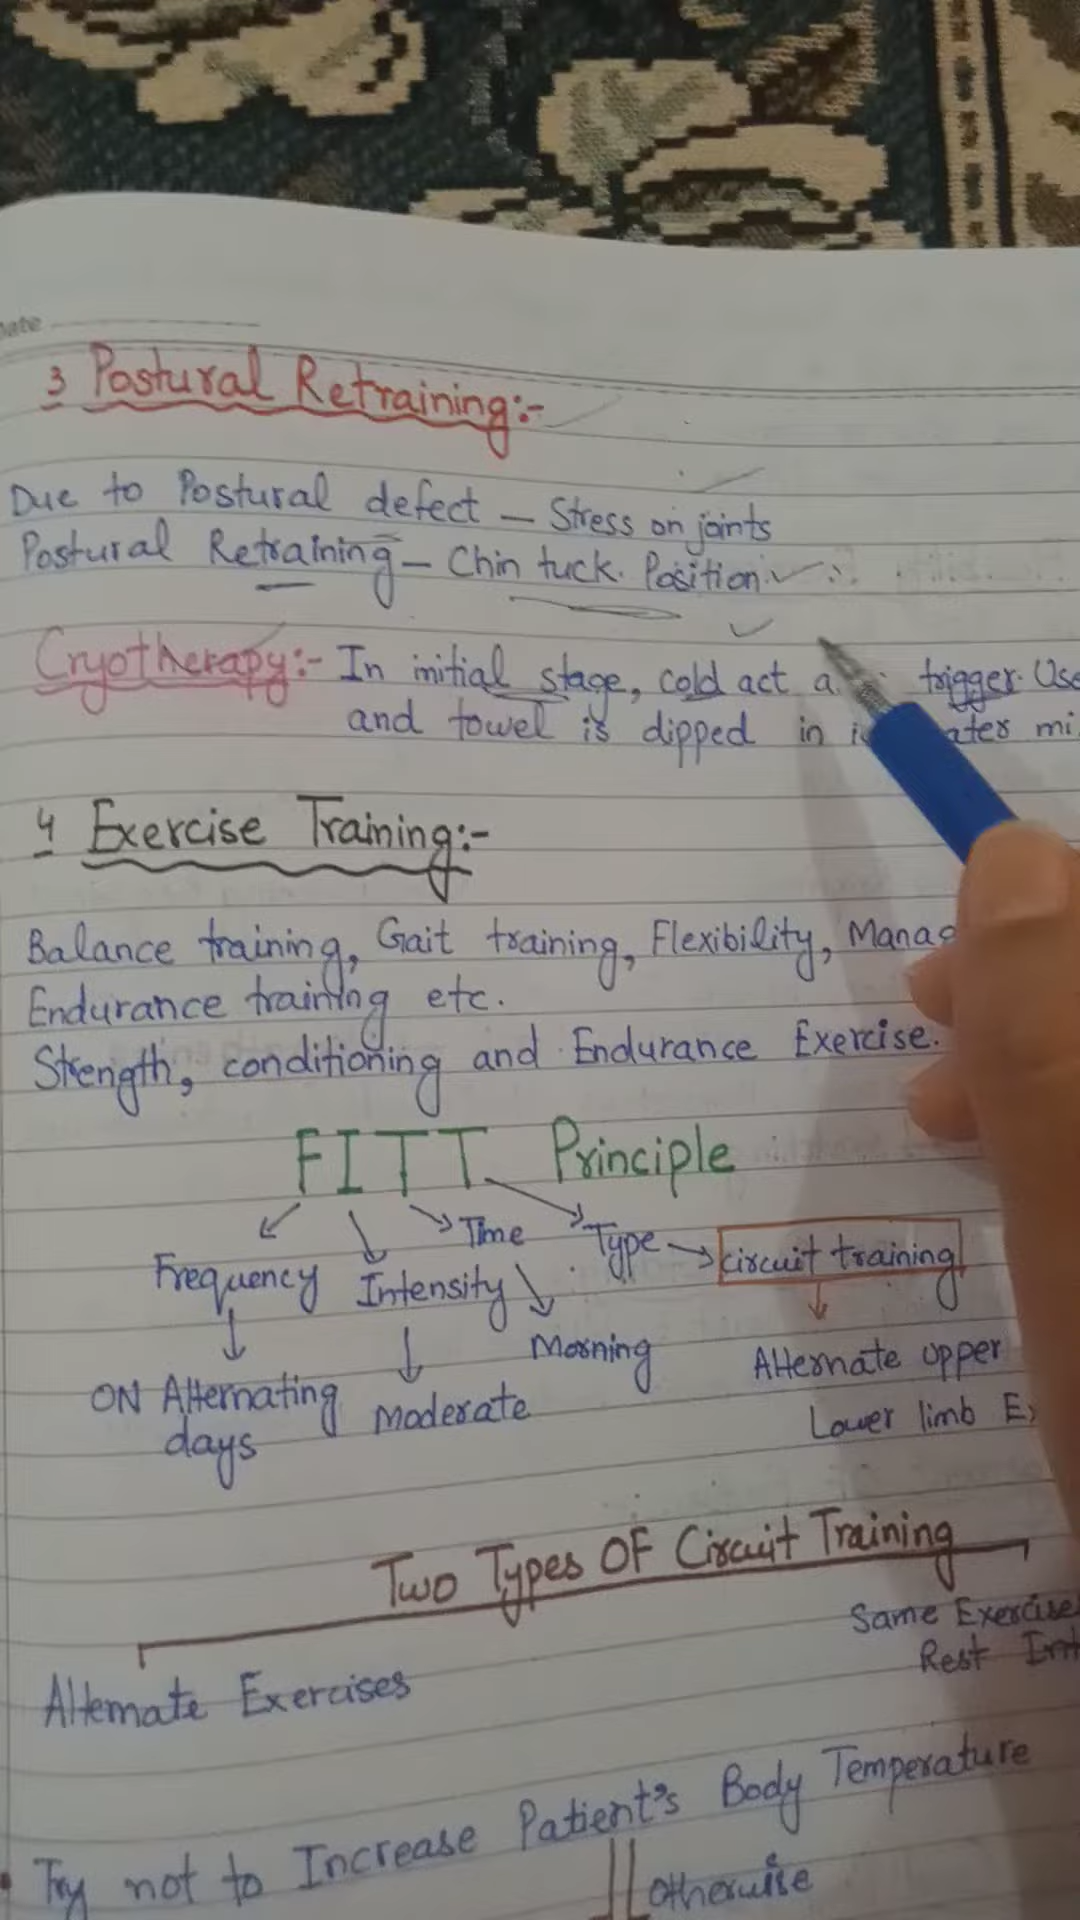 Date
3 Postural Retraining:-
Due to Postural defect — Stress on joints
Postural Retraining — Chin tuck. Position
Cryotherapy:- In initial stage, cold act trigger. Use
and towel is dipped in
4 Exercise Training:-
Balance training, Gait training, Flexibility,
Endurance training etc.
Strength, conditioning and Endurance Exercise.
FITT Principle
Time
Type → circuit training
Frequency Intensity
Morning
Alternate upper
ON Alternating days
Moderate
Lower limb
Two Types OF Circuit Training
Same Exercise
Rest
Alternate Exercises
• Try not to Increase Patient's Body Temperature
otherwise